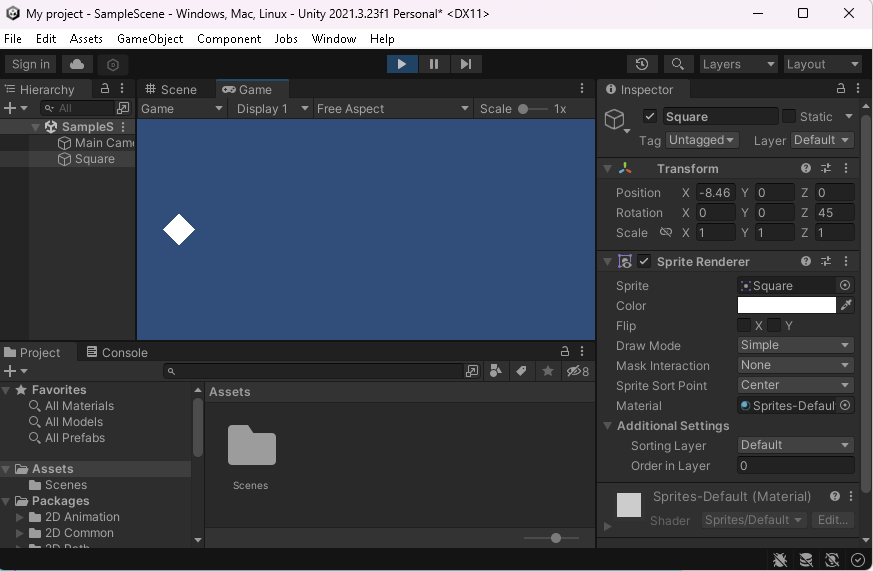 My project - SampleScene - Windows, Mac, Linux - Unity 2021.3.23f1 Personal* <DX11>
File Edit Assets GameObject Component Jobs Window Help
Sign in Layers Layout
Hierarchy
All
SampleS
Main Cam
Square
Scene Game
Game Display 1 Free Aspect Scale 1x
Inspector
Square Static
Tag Untagged Layer Default
Transform
Position X -8.46 Y 0 Z 0
Rotation X 0 Y 0 Z 45
Scale X 1 Y 1 Z 1
Sprite Renderer
Sprite Square
Color
Flip X Y
Draw Mode Simple
Mask Interaction None
Sprite Sort Point Center
Material Sprites-Defaul
Additional Settings
Sorting Layer Default
Order in Layer 0
Sprites-Default (Material)
Shader Sprites/Default Edit...
Project Console
8
Favorites
All Materials
All Models
All Prefabs
Assets
Scenes
Packages
2D Animation
2D Common
Assets
Scenes